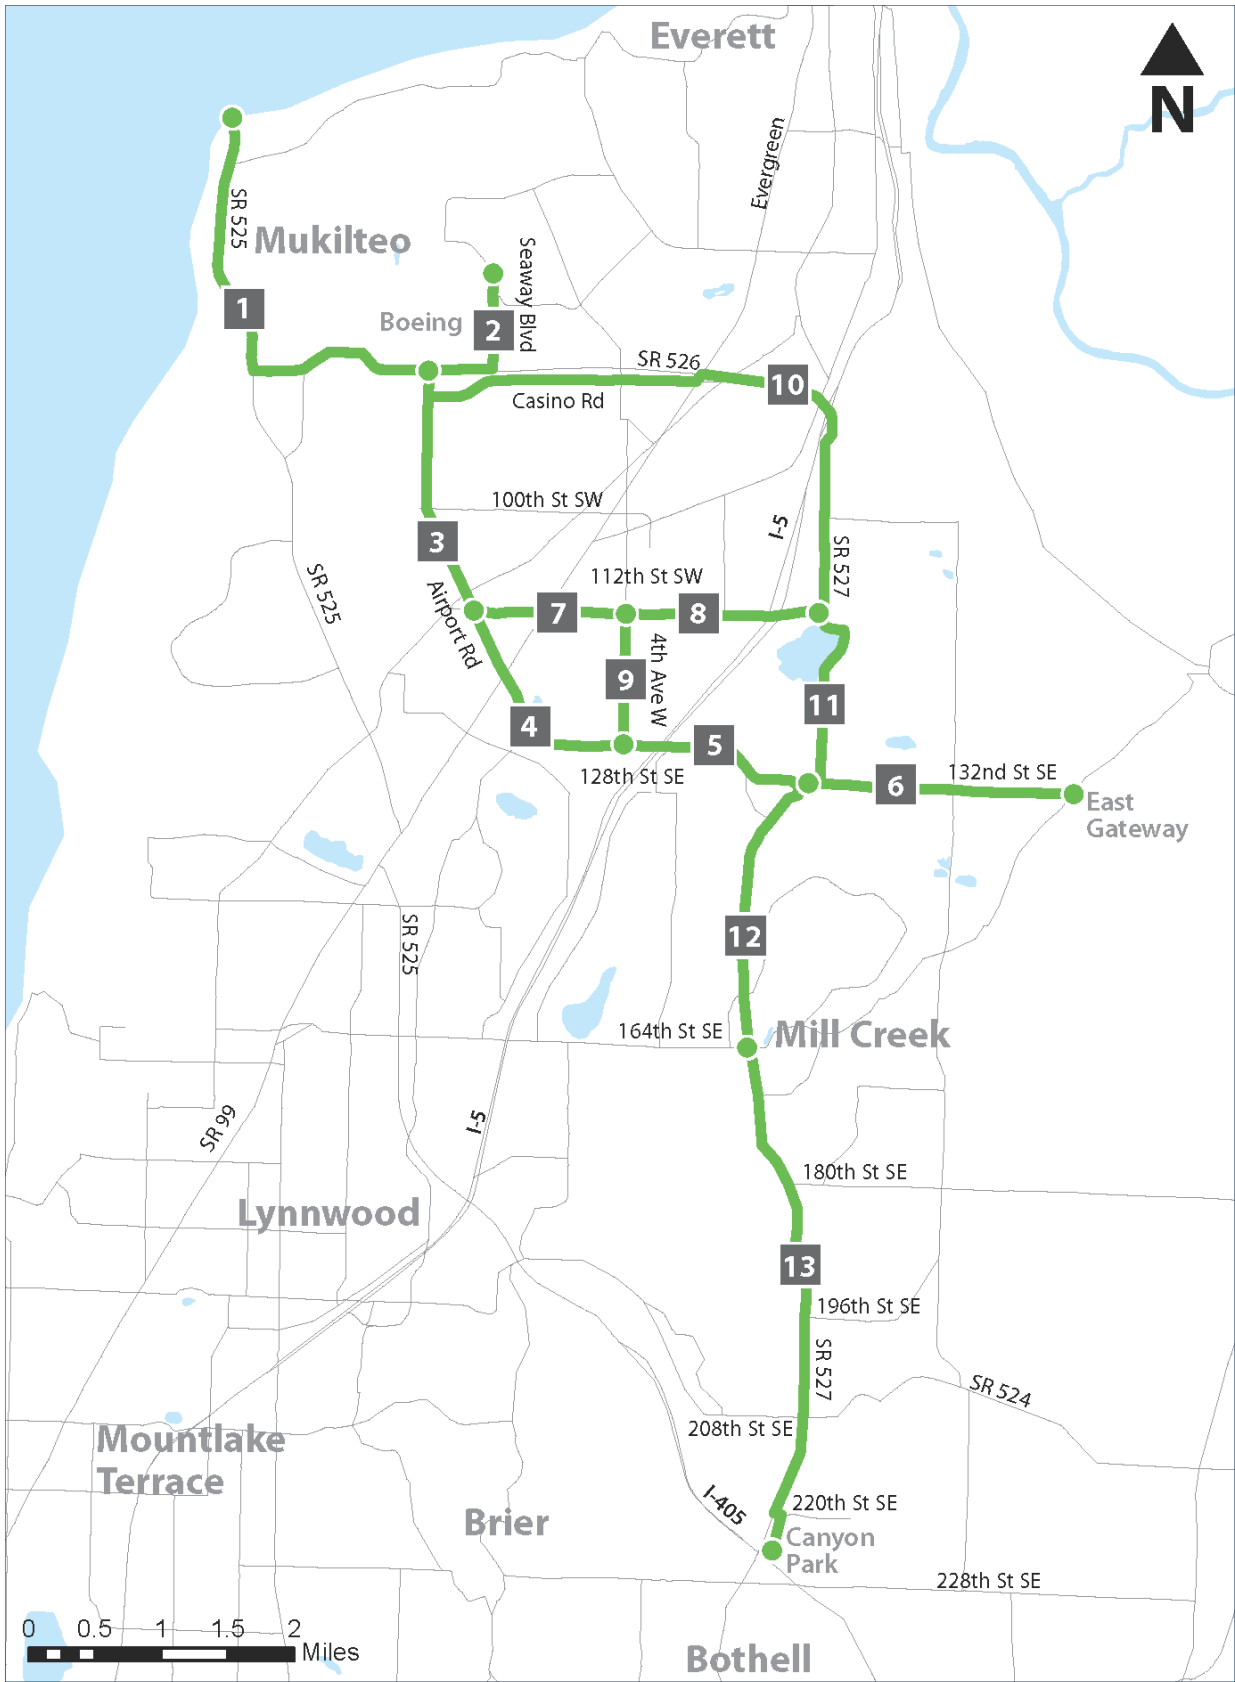 Everett
N
Evergreen
SR 525
Mukilteo
Seaway Blvd
1
Boeing
2
SR 526
10
Casino Rd
100th St SW
I-5
3
SR 527
SR 525
112th St SW
Airport Rd
7
8
4th Ave W
9
11
4
5
128th St SE
6
132nd St SE
East
Gateway
12
SR 525
164th St SE
Mill Creek
SR 99
I-5
180th St SE
Lynnwood
13
196th St SE
SR 527
SR 524
208th St SE
Mountlake
Terrace
I-405
220th St SE
Brier
Canyon
Park
228th St SE
0 0.5 1 1.5 2
Miles
Bothell